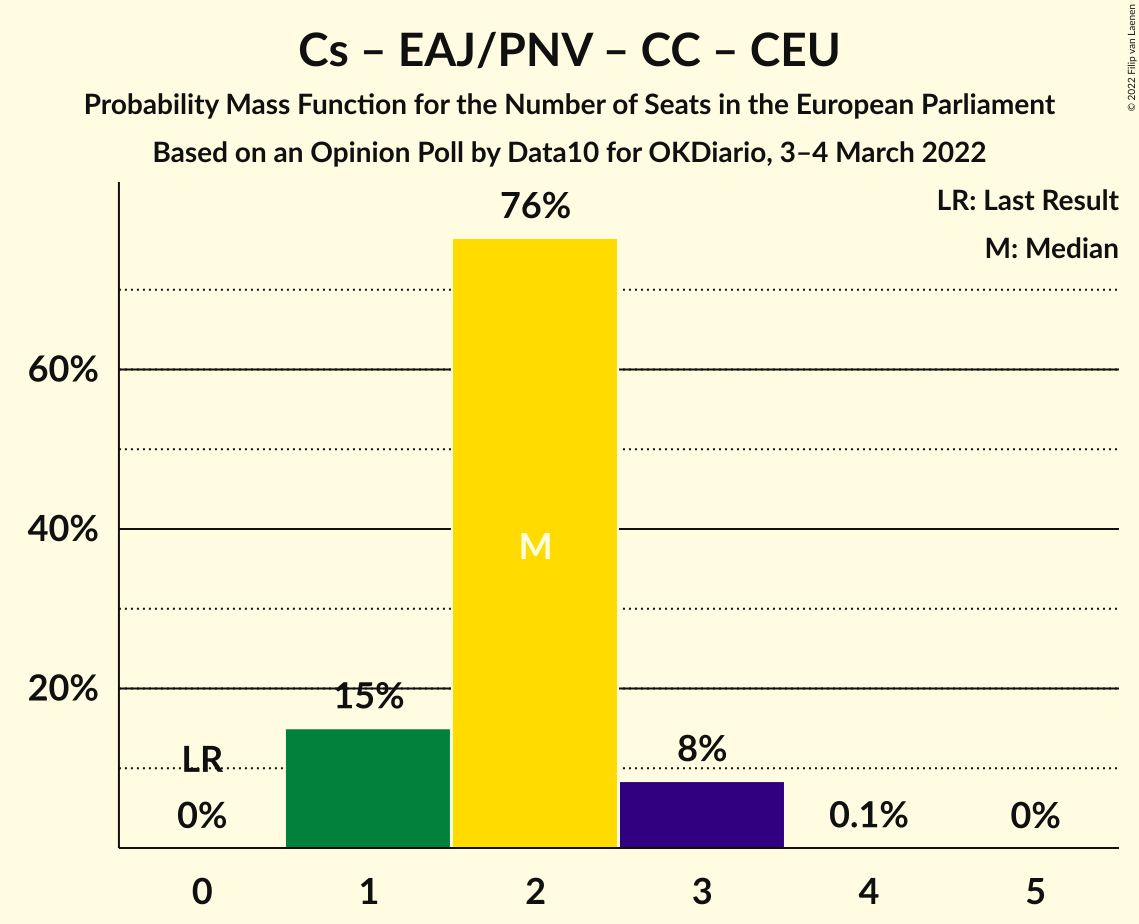 Cs – EAJ/PNV – CC – CEU
Probability Mass Function for the Number of Seats in the European Parliament
Based on an Opinion Poll by Data10 for OKDiario, 3–4 March 2022
© 2022 Filip van Laenen
LR: Last Result
M: Median
76%
60%
40%
20%
M
15%
LR
0%
8%
0.1%
0%
0 1 2 3 4 5